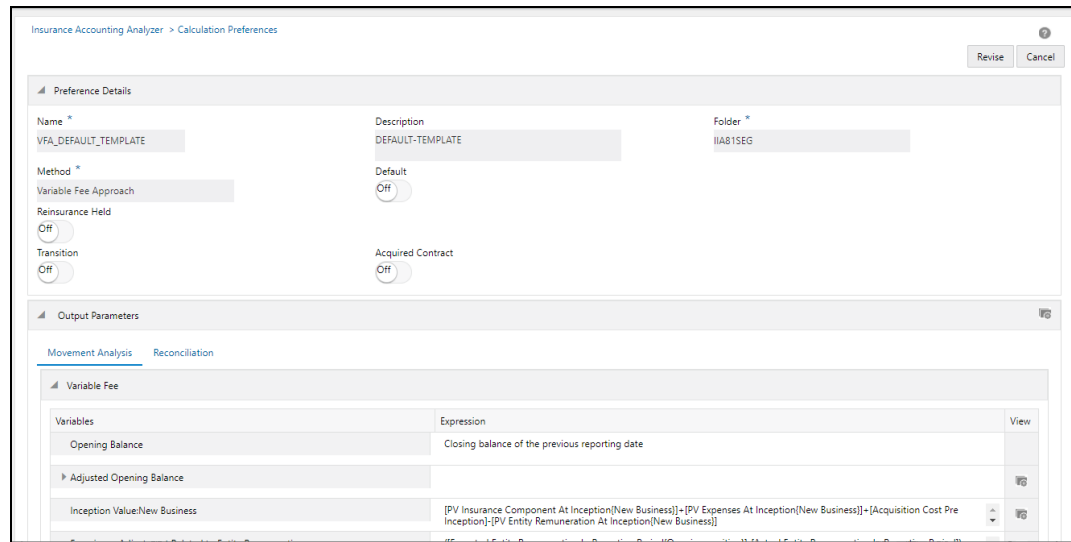 Insurance Accounting Analyzer > Calculation Preferences
Revise Cancel
Preference Details
Name * Description Folder *
VFA_DEFAULT_TEMPLATE DEFAULT-TEMPLATE IIAB1SEG
Method * Default
Variable Fee Approach Off
Reinsurance Held
Off
Transition Acquired Contract
Off Off
Output Parameters
Movement Analysis Reconciliation
Variable Fee
Variables Expression View
Opening Balance Closing balance of the previous reporting date
Adjusted Opening Balance
Inception Value:New Business [PV Insurance Component At Inception{New Business}]+[PV Expenses At Inception{New Business}]+[Acquisition Cost Pre
Inception]-[PV Entity Remuneration At Inception{New Business}]